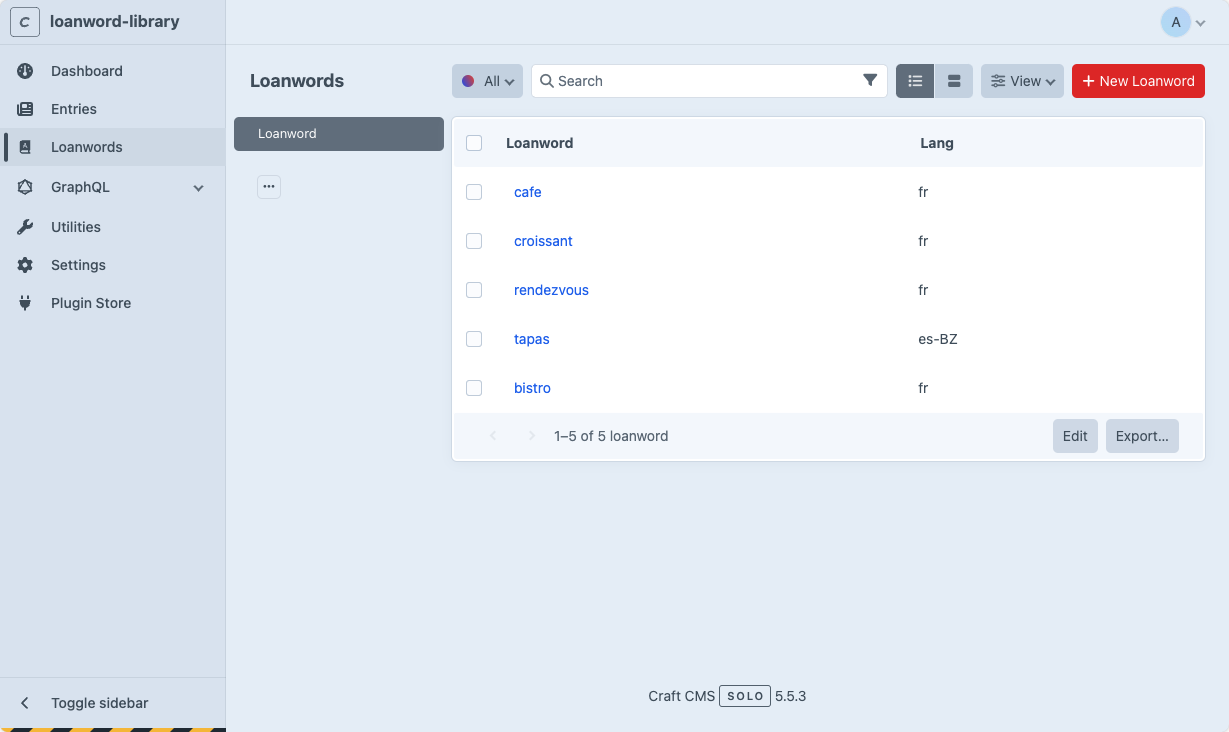 C loanword-library
A
Dashboard
Entries
Loanwords
GraphQL
Utilities
Settings
Plugin Store
Toggle sidebar
Loanwords
All
Search
View
+ New Loanword
Loanword
...
Loanword Lang
cafe fr
croissant fr
rendezvous fr
tapas es-BZ
bistro fr
1–5 of 5 loanword
Edit
Export…
Craft CMS SOLO 5.5.3